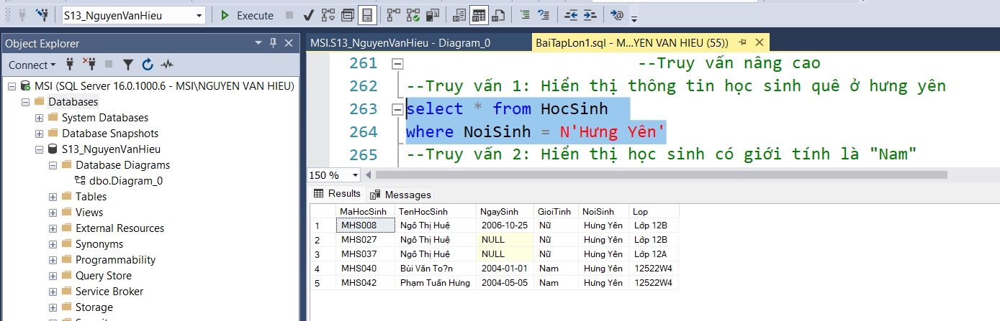 S13_NguyenVanHieu Execute
Object Explorer
Connect
MSI (SQL Server 16.0.1000.6 - MSI\NGUYEN VAN HIEU)
Databases
System Databases
Database Snapshots
S13_NguyenVanHieu
Database Diagrams
dbo.Diagram_0
Tables
Views
External Resources
Synonyms
Programmability
Query Store
Service Broker
Storage
MSI.S13_NguyenVanHieu - Diagram_0 BaiTapLon1.sql - M...YEN VAN HIEU (55))
261 --Truy vấn nâng cao
262 --Truy vấn 1: Hiển thị thông tin học sinh quê ở hưng yên
263 select * from HocSinh
264 where NoiSinh = N'Hưng Yên'
265 --Truy vấn 2: Hiển thị học sinh có giới tính là "Nam"
150 %
Results Messages
MaHocSinh TenHocSinh NgaySinh GioiTinh NoiSinh Lop
1 MHS008 Ngô Thị Huệ 2006-10-25 Nữ Hưng Yên Lớp 12B
2 MHS027 Ngô Thị Huệ NULL Nữ Hưng Yên Lớp 12B
3 MHS037 Ngô Thị Huệ NULL Nữ Hưng Yên Lớp 12A
4 MHS040 Bùi Văn To?n 2004-01-01 Nam Hưng Yên 12522W4
5 MHS042 Phạm Tuấn Hưng 2004-05-05 Nam Hưng Yên 12522W4